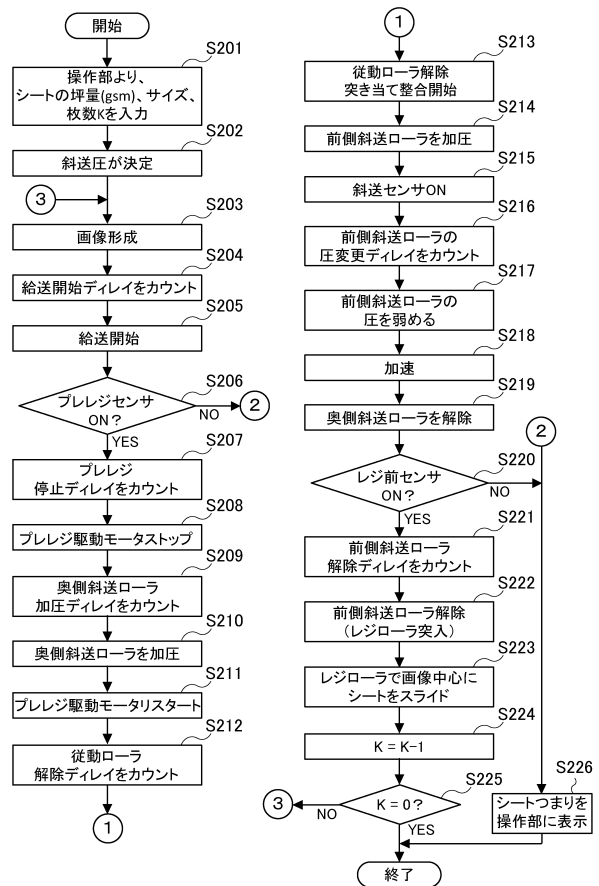 開始
S201
操作部より、
シートの坪量(gsm)、サイズ、
枚数Kを入力
S202
斜送圧が決定
3
S203
画像形成
S204
給送開始ディレイをカウント
S205
給送開始
S206
プレレジセンサ
ON?
NO
2
YES
S207
プレレジ
停止ディレイをカウント
S208
プレレジ駆動モータストップ
S209
奥側斜送ローラ
加圧ディレイをカウント
S210
奥側斜送ローラを加圧
S211
プレレジ駆動モータリスタート
S212
従動ローラ
解除ディレイをカウント
1
1
S213
従動ローラ解除
突き当て整合開始
S214
前側斜送ローラを加圧
S215
斜送センサON
S216
前側斜送ローラの
圧変更ディレイをカウント
S217
前側斜送ローラの
圧を弱める
S218
加速
S219
奥側斜送ローラを解除
2
S220
レジ前センサ
ON?
NO
YES
S221
前側斜送ローラ
解除ディレイをカウント
S222
前側斜送ローラ解除
(レジローラ突入)
S223
レジローラで画像中心に
シートをスライド
S224
K=K-1
S225
K=0?
3
NO
YES
S226
シートつまりを
操作部に表示
終了